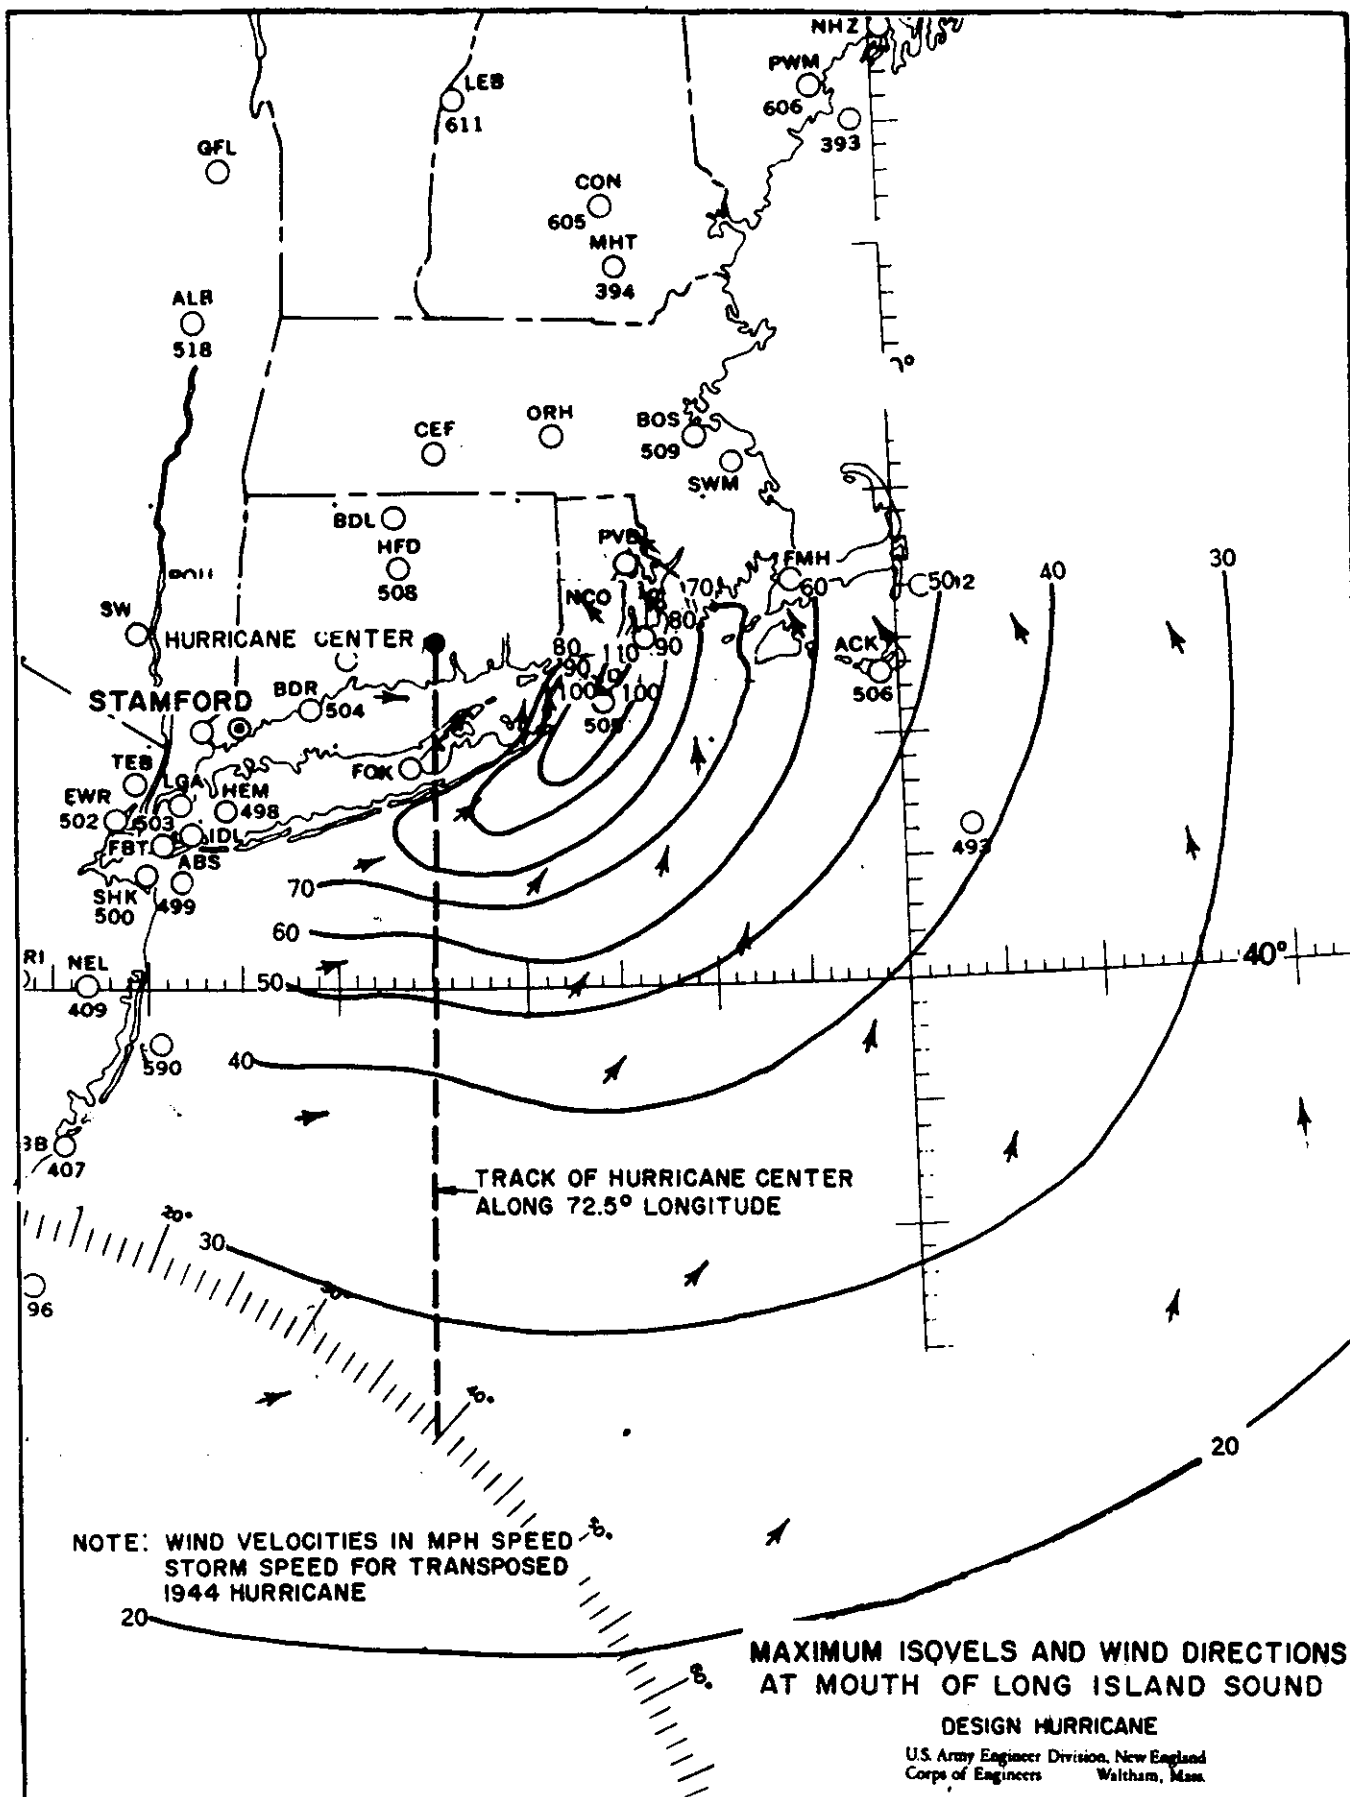 NHZ
PWM
606
393
LEB
611
GFL
CON
605
MHT
394
ALB
518
7°
ORH
CEF
BOS
509
SWM
BDL
HFD
508
PVD
FMH
NCO
70
60
50
40
30
SW
HURRICANE CENTER
80
110
90
80
90
100
100
ACK
506
STAMFORD
BDR
504
505
FOK
TEB
LGA
HEM
498
EWR
502
503
IDL
FBT
ABS
SHK
500
499
493
70
60
50
40
30
20
40°
NEL
409
590
407
96
TRACK OF HURRICANE CENTER
ALONG 72.5° LONGITUDE
20°
30°
40°
20
NOTE: WIND VELOCITIES IN MPH SPEED
STORM SPEED FOR TRANSPOSED
1944 HURRICANE
MAXIMUM ISOVELS AND WIND DIRECTIONS
AT MOUTH OF LONG ISLAND SOUND
DESIGN HURRICANE
U.S. Army Engineer Division, New England
Corps of Engineers Waltham, Mass.